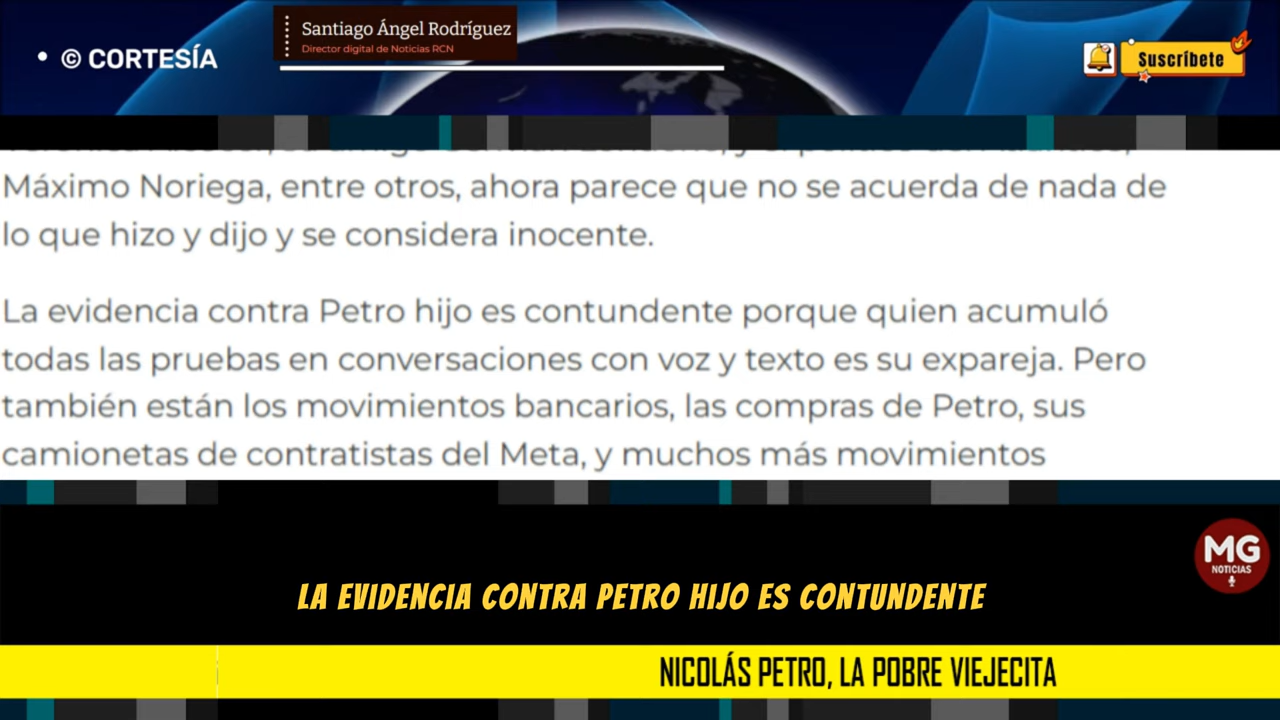 Santiago Ángel Rodríguez
Director digital de Noticias RCN
• © CORTESÍA
Suscríbete
Máximo Noriega, entre otros, ahora parece que no se acuerda de nada de
lo que hizo y dijo y se considera inocente.
La evidencia contra Petro hijo es contundente porque quien acumuló
todas las pruebas en conversaciones con voz y texto es su expareja. Pero
también están los movimientos bancarios, las compras de Petro, sus
camionetas de contratistas del Meta, y muchos más movimientos
MG
NOTICIAS
LA EVIDENCIA CONTRA PETRO HIJO ES CONTUNDENTE
NICOLÁS PETRO, LA POBRE VIEJECITA